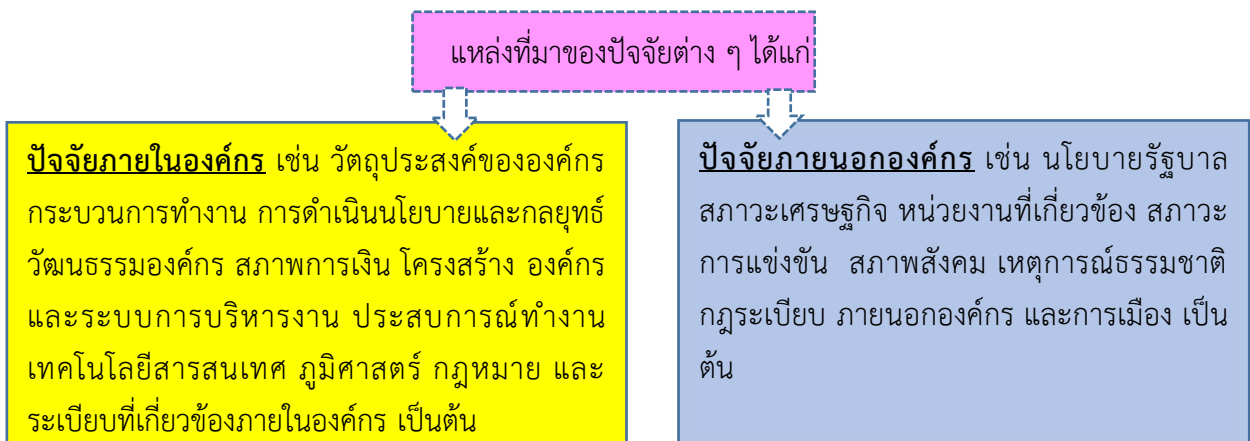 แหล่งที่มาของปัจจัยต่าง ๆ ได้แก่
ปัจจัยภายในองค์กร เช่น วัตถุประสงค์ขององค์กร
กระบวนการทำงาน การดำเนินนโยบายและกลยุทธ์
วัฒนธรรมองค์กร สภาพการเงิน โครงสร้าง องค์กร
และระบบการบริหารงาน ประสบการณ์ทำงาน
เทคโนโลยีสารสนเทศ ภูมิศาสตร์ กฎหมาย และ
ระเบียบที่เกี่ยวข้องภายในองค์กร เป็นต้น
ปัจจัยภายนอกองค์กร เช่น นโยบายรัฐบาล
สภาวะเศรษฐกิจ หน่วยงานที่เกี่ยวข้อง สภาวะ
การแข่งขัน สภาพสังคม เหตุการณ์ธรรมชาติ
กฎระเบียบ ภายนอกองค์กร และการเมือง เป็น
ต้น